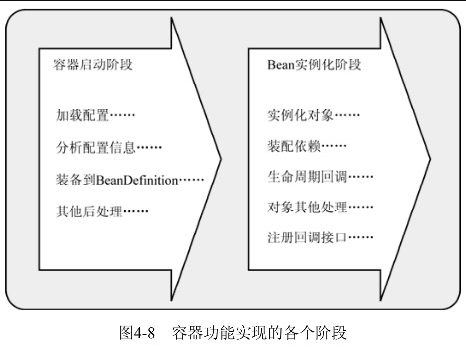 容器启动阶段
加载配置……
分析配置信息……
装备到BeanDefinition……
其他后处理……
Bean实例化阶段
实例化对象……
装配依赖……
生命周期回调……
对象其他处理……
注册回调接口……
图4-8 容器功能实现的各个阶段